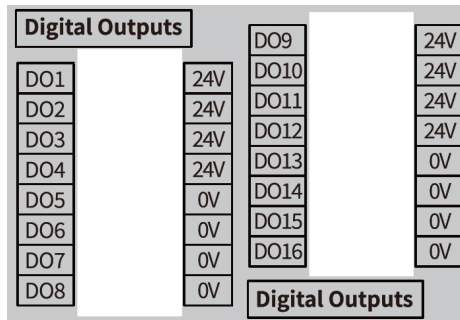 Digital Outputs
DO1 24V
DO2 24V
DO3 24V
DO4 24V
DO5 0V
DO6 0V
DO7 0V
DO8 0V
DO9 24V
DO10 24V
DO11 24V
DO12 24V
DO13 0V
DO14 0V
DO15 0V
DO16 0V
Digital Outputs